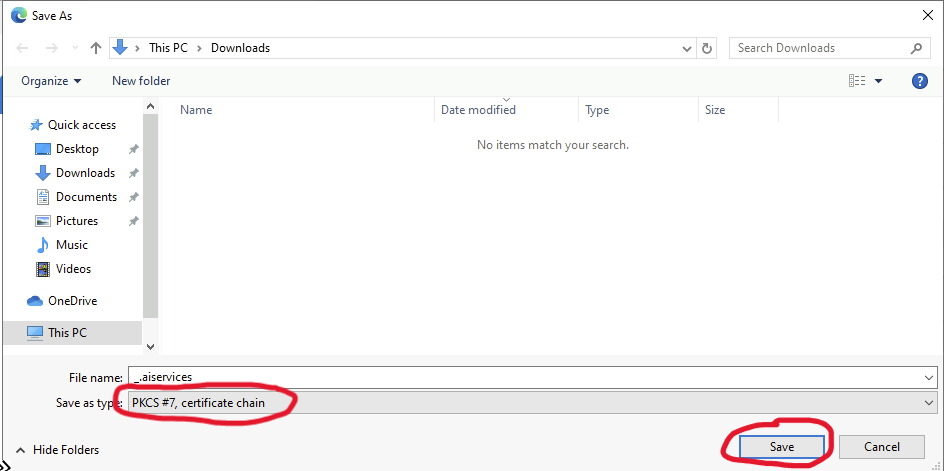 Save As
This PC > Downloads
Search Downloads
Organize
New folder
?
Name
Date modified
Type
Size
No items match your search.
Quick access
Desktop
Downloads
Documents
Pictures
Music
Videos
OneDrive
This PC
File name: _.aiservices
Save as type: PKCS #7, certificate chain
Hide Folders
Save
Cancel